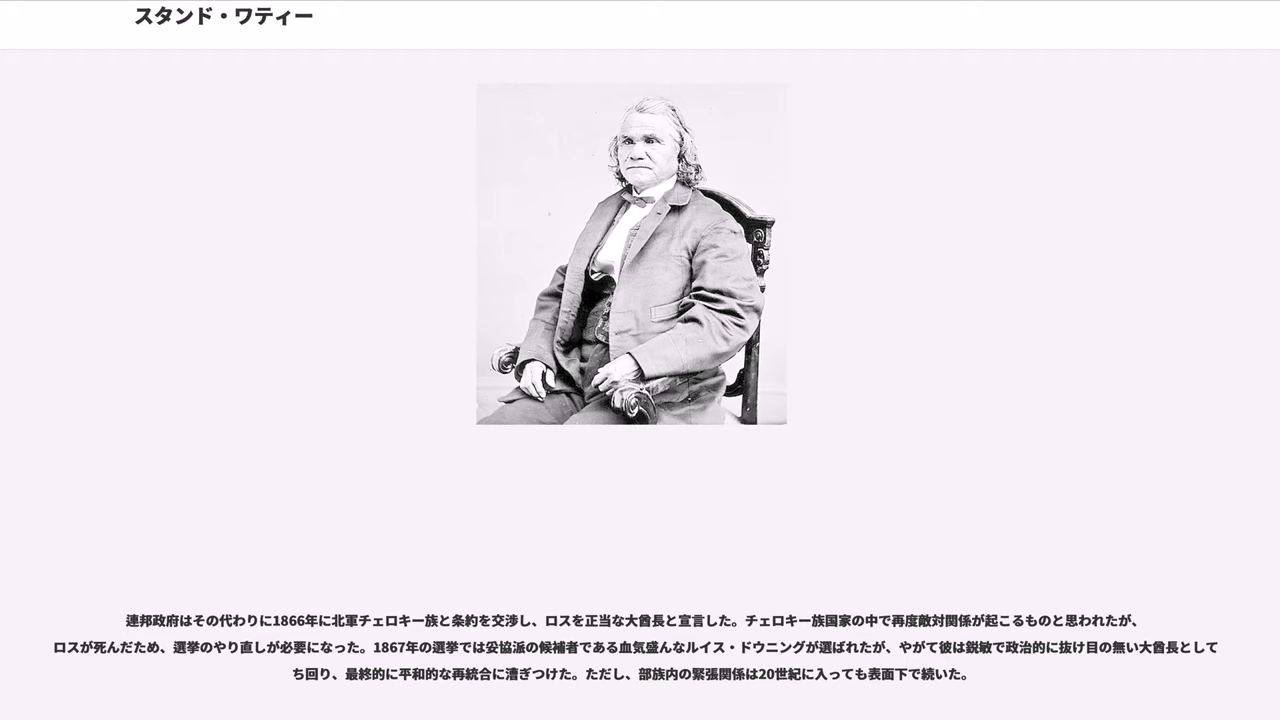 スタンド・ワティー
連邦政府はその代わりに1866年に北軍チェロキー族と条約を交渉し、ロスを正当な大酋長と宣言した。チェロキー族国家の中で再度敵対関係が起こるものと思われたが、
ロスが死んだため、選挙のやり直しが必要になった。1867年の選挙では妥協派の候補者である血気盛んなルイス・ドウニングが選ばれたが、やがて彼は鋭敏で政治的に抜け目の無い大酋長として
ち回り、最終的に平和的な再統合に漕ぎつけた。ただし、部族内の緊張関係は20世紀に入っても表面下で続いた。